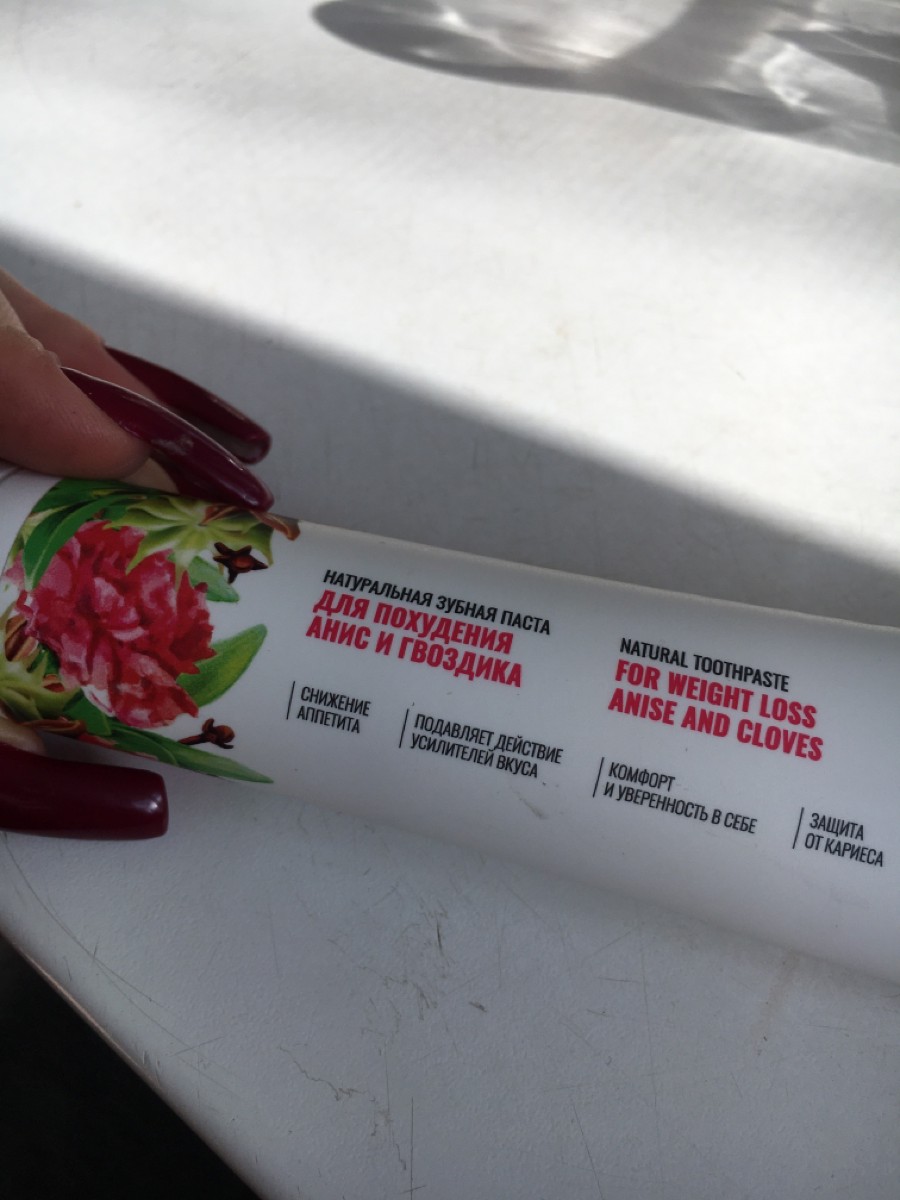 НАТУРАЛЬНАЯ ЗУБНАЯ ПАСТА
ДЛЯ ПОХУДЕНИЯ
АНИС И ГВОЗДИКА
NATURAL TOOTHPASTE
FOR WEIGHT LOSS
ANISE AND CLOVES
СНИЖЕНИЕ
АППЕТИТА
ПОДАВЛЯЕТ ДЕЙСТВИЕ
УСИЛИТЕЛЕЙ ВКУСА
КОМФОРТ
И УВЕРЕННОСТЬ В СЕБЕ
ЗАЩИТА
ОТ КАРИЕСА